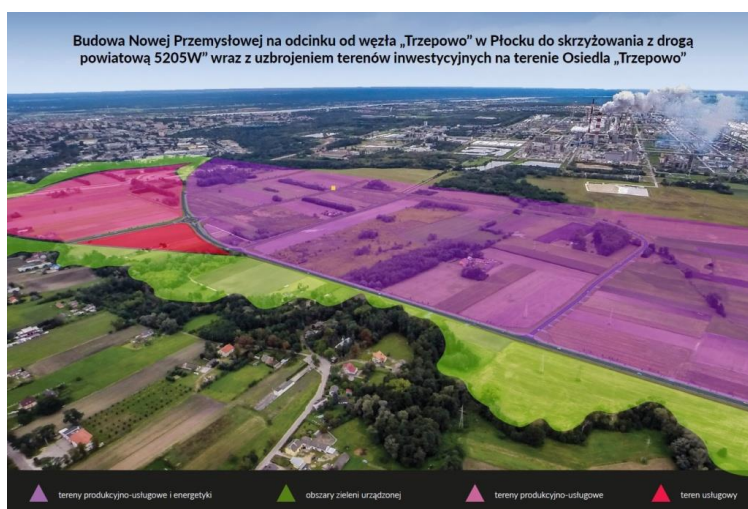 Budowa Nowej Przemysłowej na odcinku od węzła „Trzepowo” w Płocku do skrzyżowania z drogą
powiatową 5205W” wraz z uzbrojeniem terenów inwestycyjnych na terenie Osiedla „Trzepowo”
tereny produkcyjno-usługowe i energetyki
obszary zieleni urządzonej
tereny produkcyjno-usługowe
teren usługowy